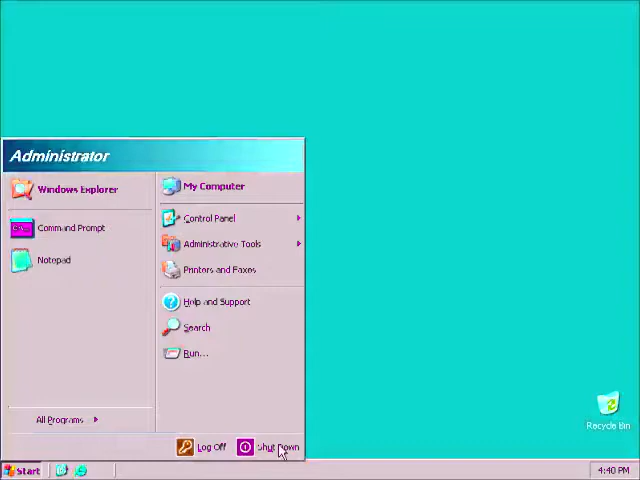 Administrator
Windows Explorer
Command Prompt
Notepad
All Programs
My Computer
Control Panel
Administrative Tools
Printers and Faxes
Help and Support
Search
Run...
Log Off
Shut Down
Recycle Bin
Start
4:40 PM